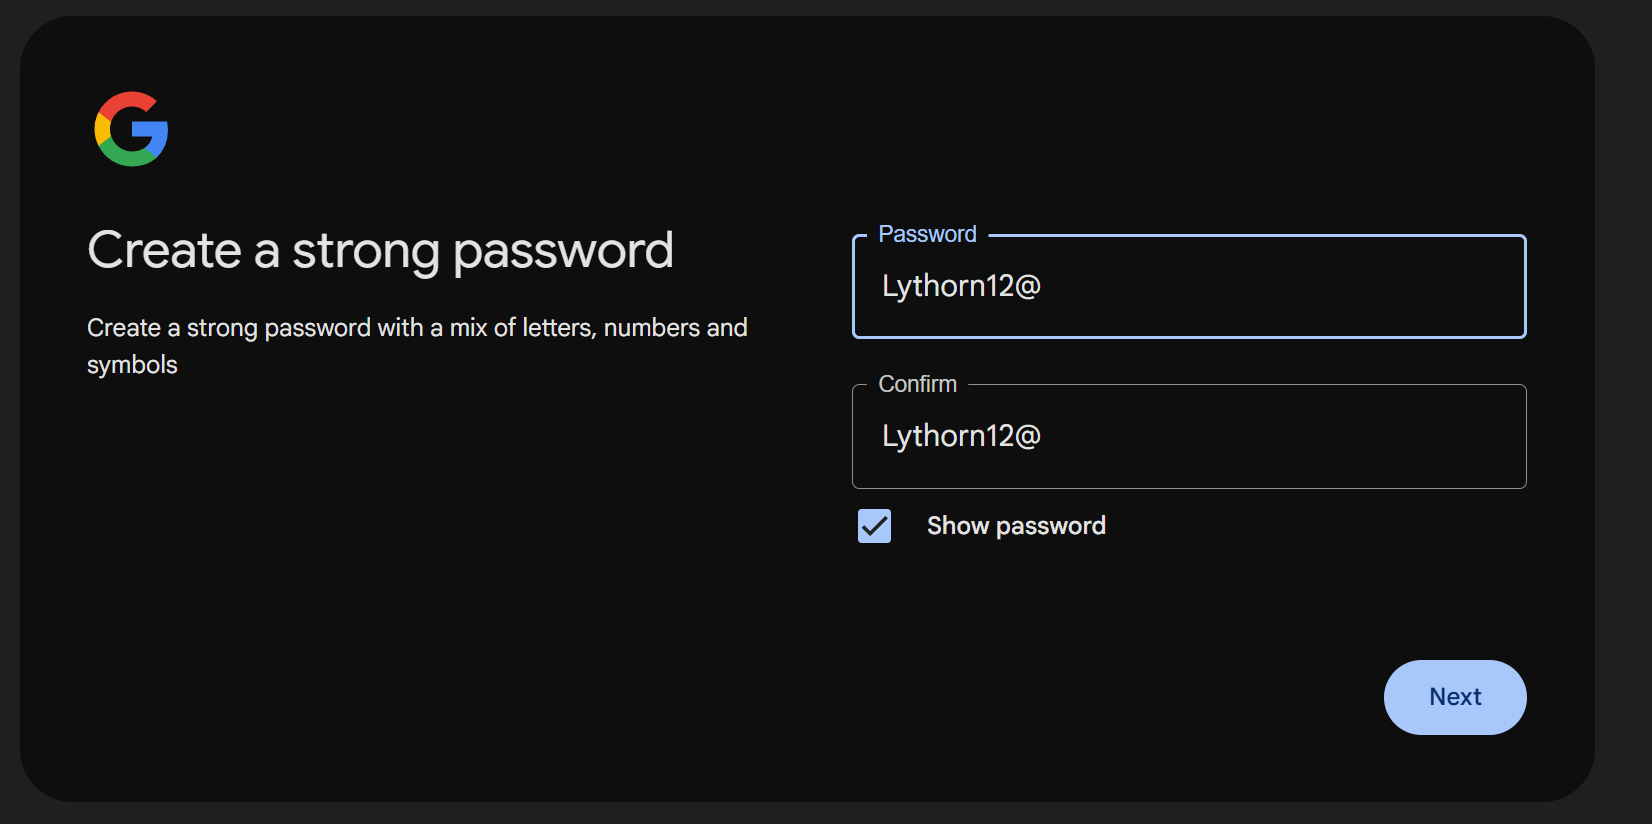 Create a strong password
Create a strong password with a mix of letters, numbers and
symbols
Password
Lythorn12@
Confirm
Lythorn12@
Show password
Next